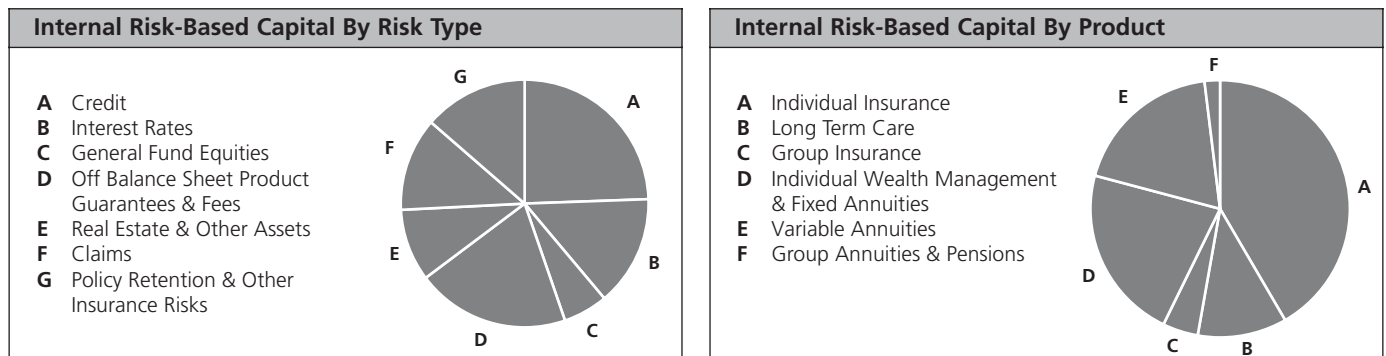 Internal Risk-Based Capital By Risk Type
A Credit
B Interest Rates
C General Fund Equities
D Off Balance Sheet Product
Guarantees & Fees
E Real Estate & Other Assets
F Claims
G Policy Retention & Other
Insurance Risks
G
A
F
E
B
D
C
Internal Risk-Based Capital By Product
A Individual Insurance
B Long Term Care
C Group Insurance
D Individual Wealth Management
& Fixed Annuities
E Variable Annuities
F Group Annuities & Pensions
F
E
A
D
C
B